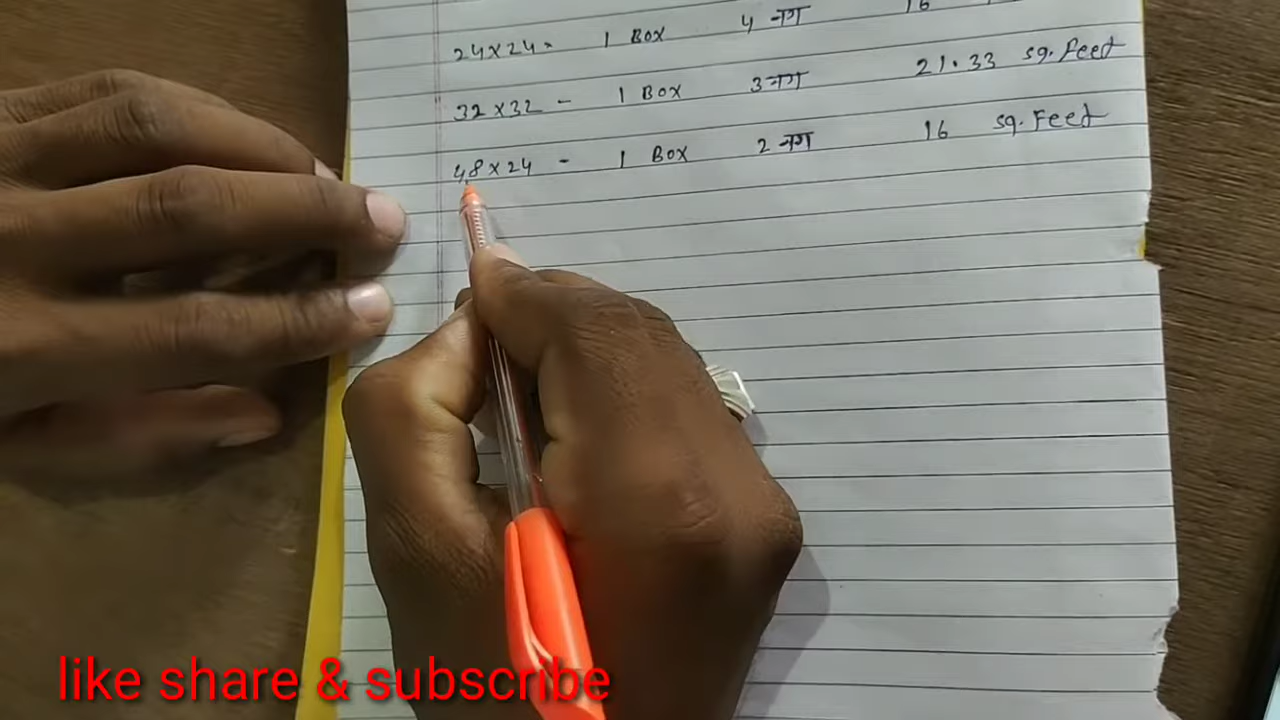 24x24 - 1 BOX 4 नग 16
32x32 - 1 BOX 3 नग 21.33 sq. Feet
48x24 - 1 BOX 2 नग 16 sq. Feet
like share & subscribe